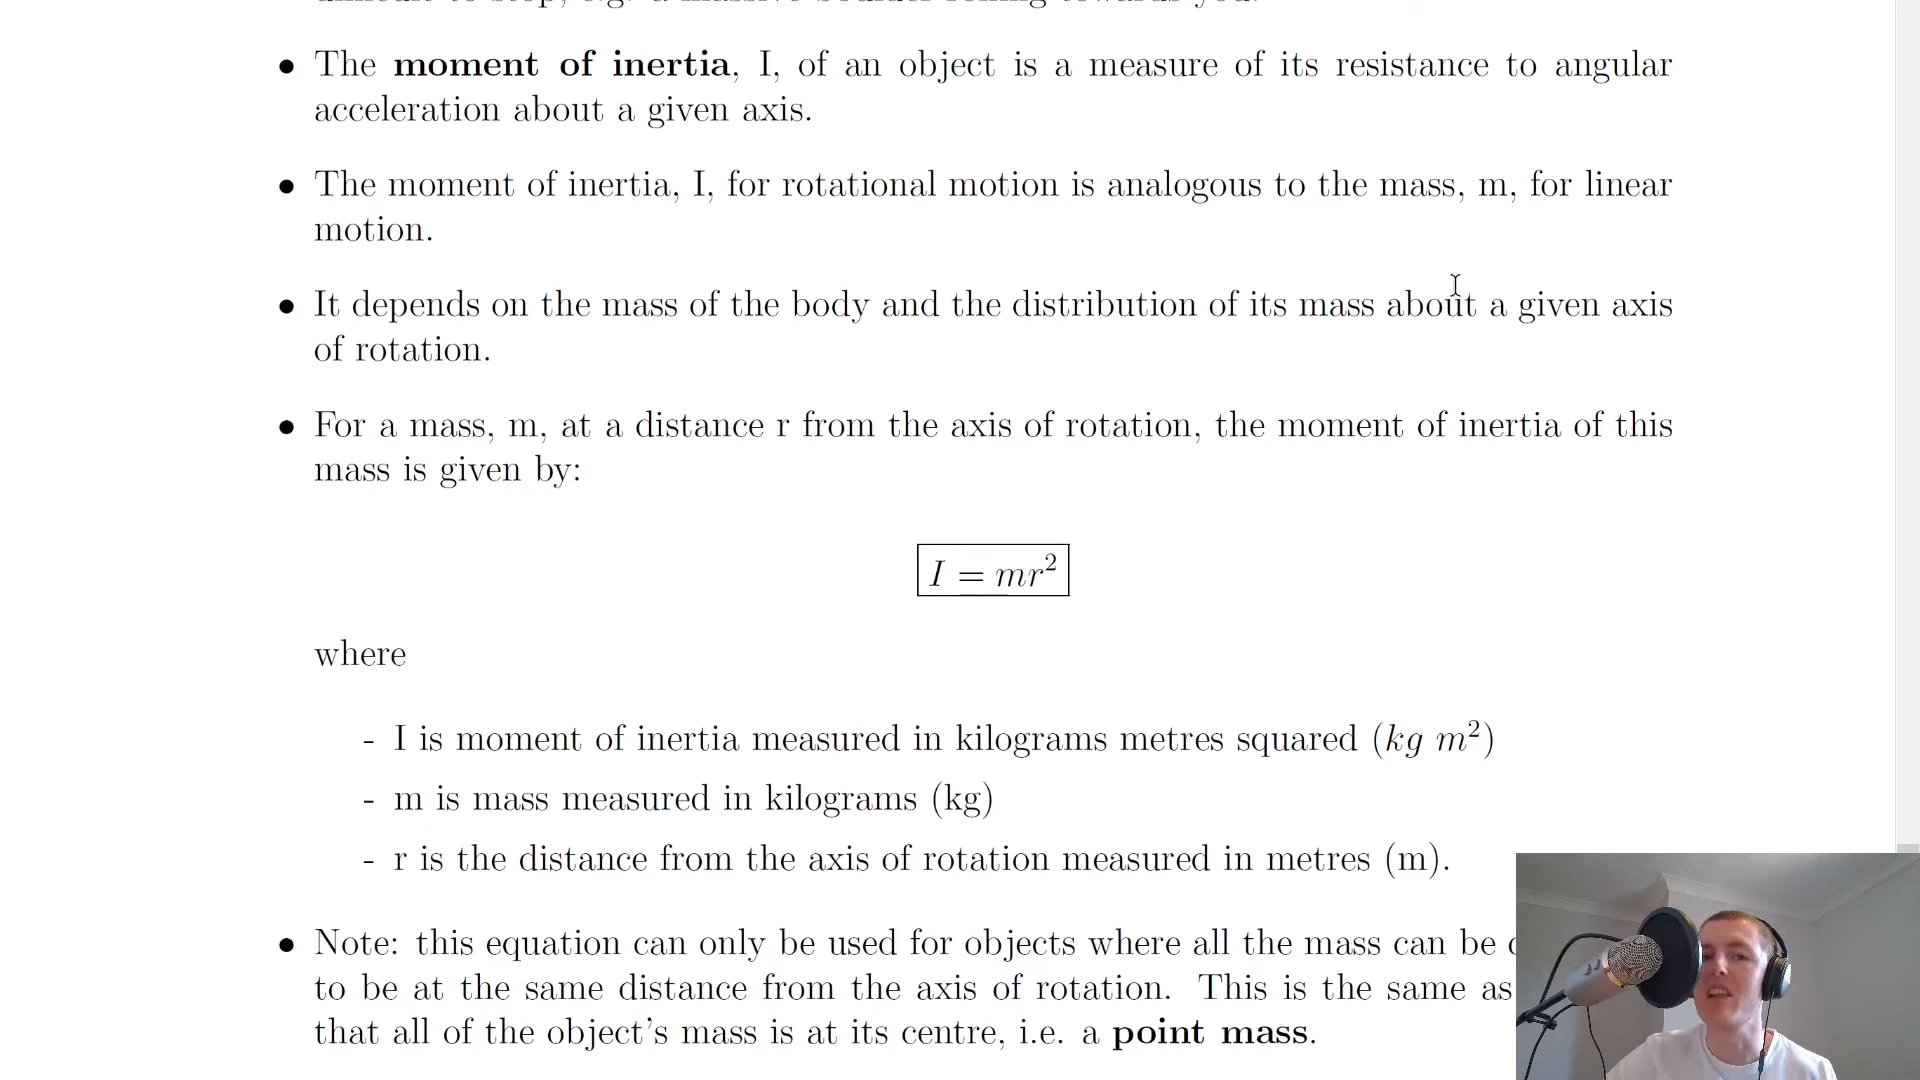 • The moment of inertia, I, of an object is a measure of its resistance to angular
acceleration about a given axis.
• The moment of inertia, I, for rotational motion is analogous to the mass, m, for linear
motion.
• It depends on the mass of the body and the distribution of its mass about a given axis
of rotation.
• For a mass, m, at a distance r from the axis of rotation, the moment of inertia of this
mass is given by:
I = mr²
where
- I is moment of inertia measured in kilograms metres squared (kg m²)
- m is mass measured in kilograms (kg)
- r is the distance from the axis of rotation measured in metres (m).
• Note: this equation can only be used for objects where all the mass can be
to be at the same distance from the axis of rotation. This is the same as
that all of the object's mass is at its centre, i.e. a point mass.